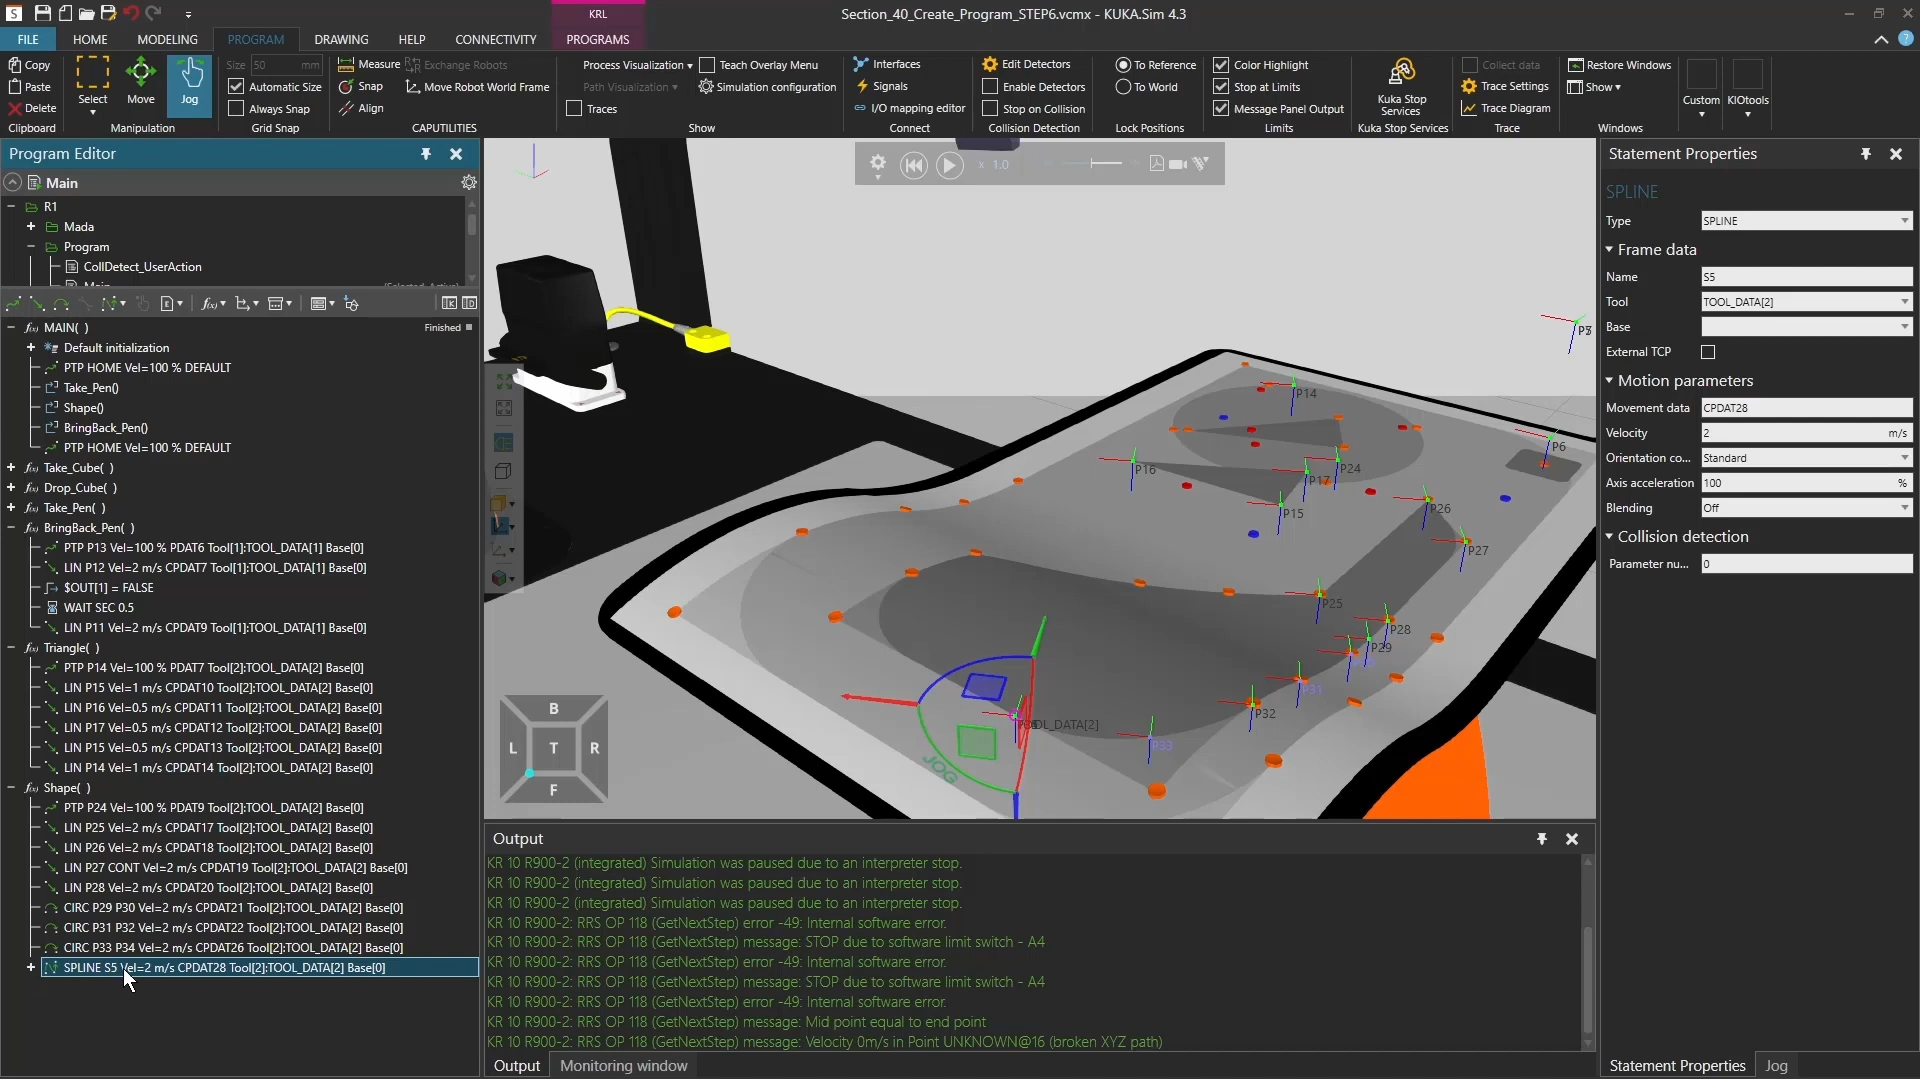 KRL
Section_40_Create_Program_STEP6.vcmx - KUKA.Sim 4.3
FILE HOME MODELING PROGRAM DRAWING HELP CONNECTIVITY PROGRAMS
Copy
Paste
Delete
Clipboard
Select
Move
Jog
Manipulation
Size 50 mm
Automatic Size
Always Snap
Grid Snap
Measure
Snap
Align
Exchange Robots
Move Robot World Frame
CAPUTILITIES
Process Visualization
Path Visualization
Traces
Teach Overlay Menu
Simulation configuration
Show
Interfaces
Signals
I/O mapping editor
Connect
Edit Detectors
Enable Detectors
Stop on Collision
Collision Detection
To Reference
To World
Lock Positions
Color Highlight
Stop at Limits
Message Panel Output
Limits
Kuka Stop
Services
Kuka Stop Services
Collect data
Trace Settings
Trace Diagram
Trace
Restore Windows
Show
Windows
Custom
KIOtools
Program Editor
Main
R1
Mada
Program
CollDetect_UserAction
MAIN( ) Finished
Default initialization
PTP HOME Vel=100 % DEFAULT
Take_Pen()
Shape()
BringBack_Pen()
PTP HOME Vel=100 % DEFAULT
Take_Cube( )
Drop_Cube( )
Take_Pen( )
BringBack_Pen( )
PTP P13 Vel=100 % PDAT6 Tool[1]:TOOL_DATA[1] Base[0]
LIN P12 Vel=2 m/s CPDAT7 Tool[1]:TOOL_DATA[1] Base[0]
$OUT[1] = FALSE
WAIT SEC 0.5
LIN P11 Vel=2 m/s CPDAT9 Tool[1]:TOOL_DATA[1] Base[0]
Triangle( )
PTP P14 Vel=100 % PDAT7 Tool[2]:TOOL_DATA[2] Base[0]
LIN P15 Vel=1 m/s CPDAT10 Tool[2]:TOOL_DATA[2] Base[0]
LIN P16 Vel=0.5 m/s CPDAT11 Tool[2]:TOOL_DATA[2] Base[0]
LIN P17 Vel=0.5 m/s CPDAT12 Tool[2]:TOOL_DATA[2] Base[0]
LIN P15 Vel=0.5 m/s CPDAT13 Tool[2]:TOOL_DATA[2] Base[0]
LIN P14 Vel=1 m/s CPDAT14 Tool[2]:TOOL_DATA[2] Base[0]
Shape( )
PTP P24 Vel=100 % PDAT9 Tool[2]:TOOL_DATA[2] Base[0]
LIN P25 Vel=2 m/s CPDAT17 Tool[2]:TOOL_DATA[2] Base[0]
LIN P26 Vel=2 m/s CPDAT18 Tool[2]:TOOL_DATA[2] Base[0]
LIN P27 CONT Vel=2 m/s CPDAT19 Tool[2]:TOOL_DATA[2] Base[0]
LIN P28 Vel=2 m/s CPDAT20 Tool[2]:TOOL_DATA[2] Base[0]
CIRC P29 P30 Vel=2 m/s CPDAT21 Tool[2]:TOOL_DATA[2] Base[0]
CIRC P31 P32 Vel=2 m/s CPDAT22 Tool[2]:TOOL_DATA[2] Base[0]
CIRC P33 P34 Vel=2 m/s CPDAT26 Tool[2]:TOOL_DATA[2] Base[0]
SPLINE S5 Vel=2 m/s CPDAT28 Tool[2]:TOOL_DATA[2] Base[0]
x 1.0
P14
P6
P16
P24
P17
P15
P26
P27
P25
P28
P29
P31
P32
P33
JOG
B
L T R
F
Output
KR 10 R900-2 (integrated) Simulation was paused due to an interpreter stop.
KR 10 R900-2 (integrated) Simulation was paused due to an interpreter stop.
KR 10 R900-2 (integrated) Simulation was paused due to an interpreter stop.
KR 10 R900-2: RRS OP 118 (GetNextStep) error -49: Internal software error.
KR 10 R900-2: RRS OP 118 (GetNextStep) message: STOP due to software limit switch - A4
KR 10 R900-2: RRS OP 118 (GetNextStep) error -49: Internal software error.
KR 10 R900-2: RRS OP 118 (GetNextStep) message: STOP due to software limit switch - A4
KR 10 R900-2: RRS OP 118 (GetNextStep) error -49: Internal software error.
KR 10 R900-2: RRS OP 118 (GetNextStep) message: Mid point equal to end point
KR 10 R900-2: RRS OP 118 (GetNextStep) message: Velocity 0m/s in Point UNKNOWN@16 (broken XYZ path)
Output Monitoring window
Statement Properties
SPLINE
Type SPLINE
Frame data
Name S5
Tool TOOL_DATA[2]
Base
External TCP
Motion parameters
Movement data CPDAT28
Velocity 2 m/s
Orientation co... Standard
Axis acceleration 100 %
Blending Off
Collision detection
Parameter nu... 0
Statement Properties Jog